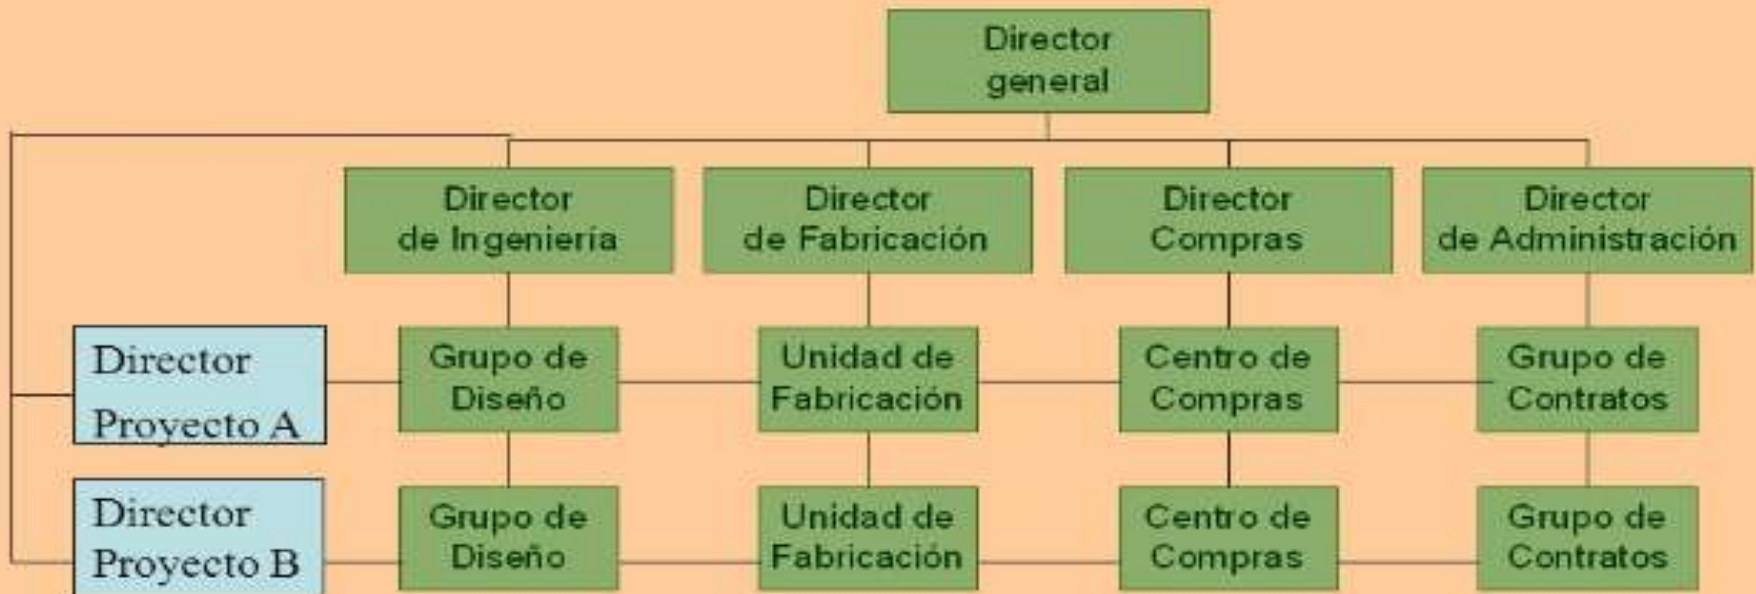 Director
general
Director
de Ingeniería
Director
de Fabricación
Director
Compras
Director
de Administración
Director
Proyecto A
Grupo de
Diseño
Unidad de
Fabricación
Centro de
Compras
Grupo de
Contratos
Director
Proyecto B
Grupo de
Diseño
Unidad de
Fabricación
Centro de
Compras
Grupo de
Contratos